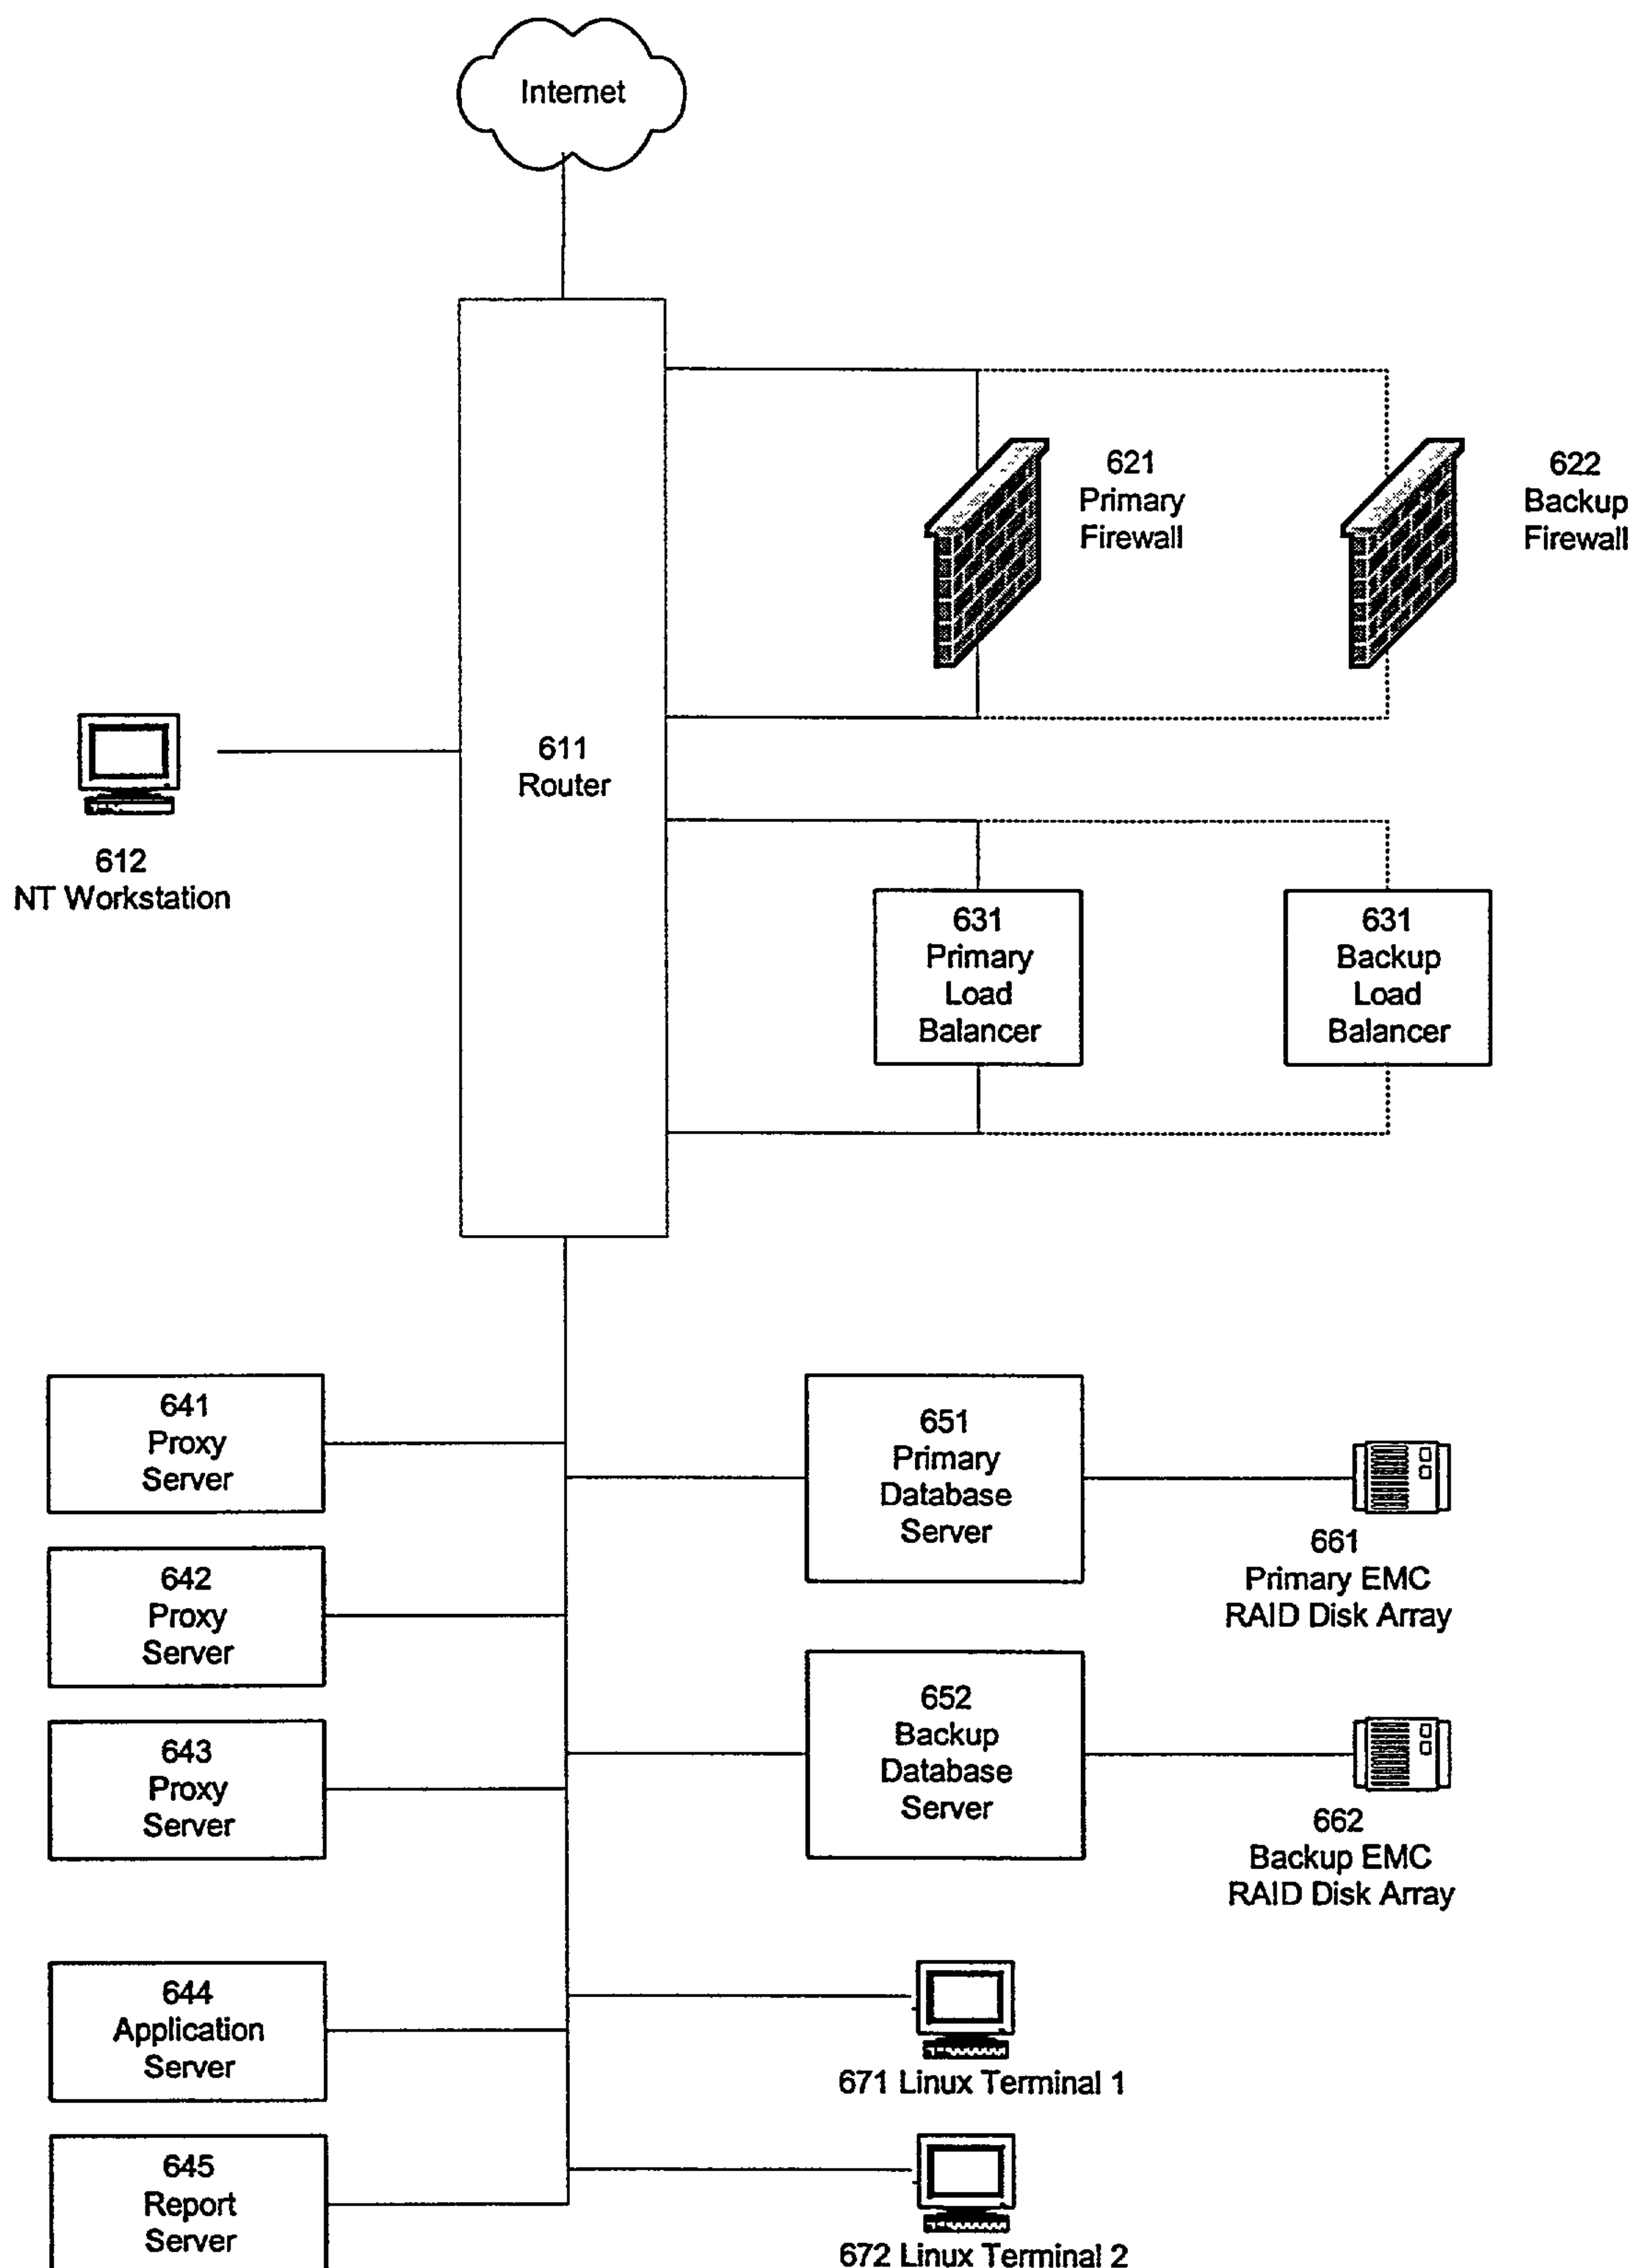 Internet
621
Primary
Firewall
622
Backup
Firewall
611
Router
612
NT Workstation
631
Primary
Load
Balancer
631
Backup
Load
Balancer
641
Proxy
Server
651
Primary
Database
Server
661
Primary EMC
RAID Disk Array
642
Proxy
Server
652
Backup
Database
Server
643
Proxy
Server
662
Backup EMC
RAID Disk Array
644
Application
Server
671 Linux Terminal 1
645
Report
Server
672 Linux Terminal 2